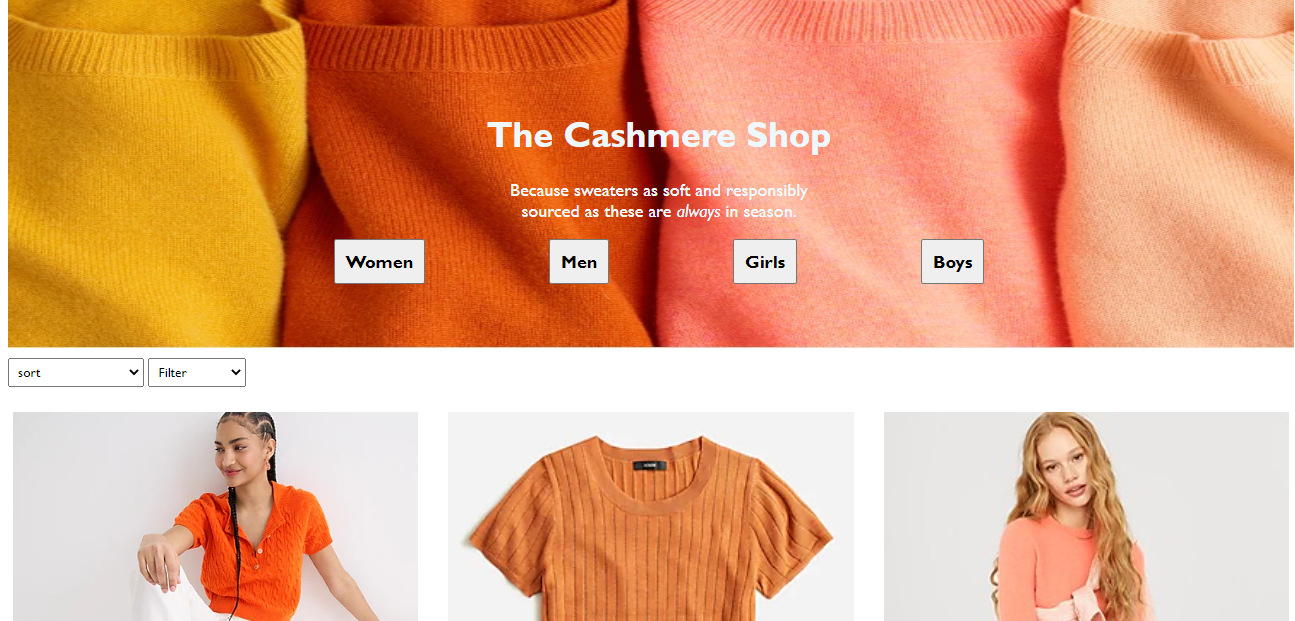 The Cashmere Shop
Because sweaters as soft and responsibly
sourced as these are always in season.
Women
Men
Girls
Boys
sort
Filter